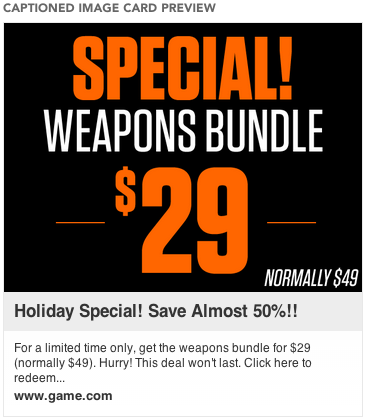 CAPTIONED IMAGE CARD PREVIEW
SPECIAL!
WEAPONS BUNDLE
$29
NORMALLY $49
Holiday Special! Save Almost 50%!!
For a limited time only, get the weapons bundle for $29
(normally $49). Hurry! This deal won't last. Click here to
redeem...
www.game.com